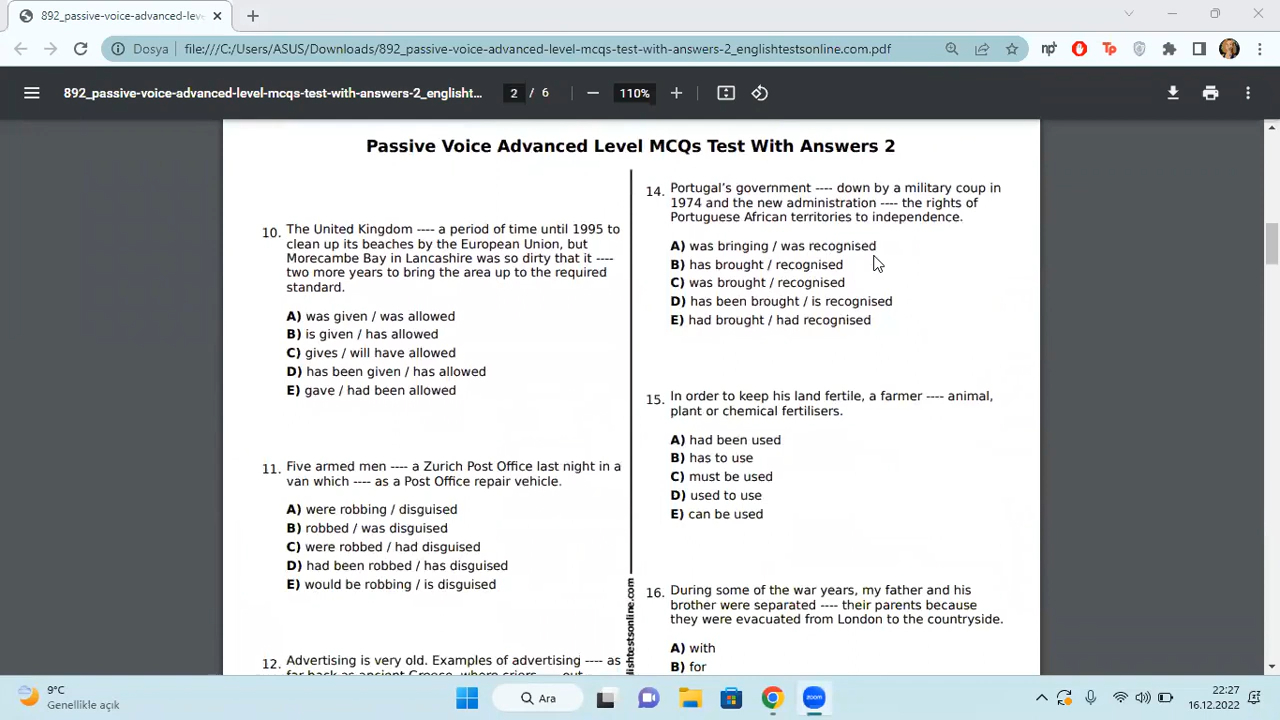 892_passive-voice-advanced-lev
Dosya
file:///C:/Users/ASUS/Downloads/892_passive-voice-advanced-level-mcqs-test-with-answers-2_englishtestsonline.com.pdf
892_passive-voice-advanced-level-mcqs-test-with-answers-2_englisht...
2 / 6
110%
Passive Voice Advanced Level MCQs Test With Answers 2
10. The United Kingdom ---- a period of time until 1995 to
clean up its beaches by the European Union, but
Morecambe Bay in Lancashire was so dirty that it ----
two more years to bring the area up to the required
standard.
A) was given / was allowed
B) is given / has allowed
C) gives / will have allowed
D) has been given / has allowed
E) gave / had been allowed
11. Five armed men ---- a Zurich Post Office last night in a
van which ---- as a Post Office repair vehicle.
A) were robbing / disguised
B) robbed / was disguised
C) were robbed / had disguised
D) had been robbed / has disguised
E) would be robbing / is disguised
12. Advertising is very old. Examples of advertising ---- as
far back as ancient Greece, where criers ---- out
lishtestsonline.com
14. Portugal's government ---- down by a military coup in
1974 and the new administration ---- the rights of
Portuguese African territories to independence.
A) was bringing / was recognised
B) has brought / recognised
C) was brought / recognised
D) has been brought / is recognised
E) had brought / had recognised
15. In order to keep his land fertile, a farmer ---- animal,
plant or chemical fertilisers.
A) had been used
B) has to use
C) must be used
D) used to use
E) can be used
16. During some of the war years, my father and his
brother were separated ---- their parents because
they were evacuated from London to the countryside.
A) with
B) for
9°C
Genellikle açık
Ara
22:27
16.12.2022